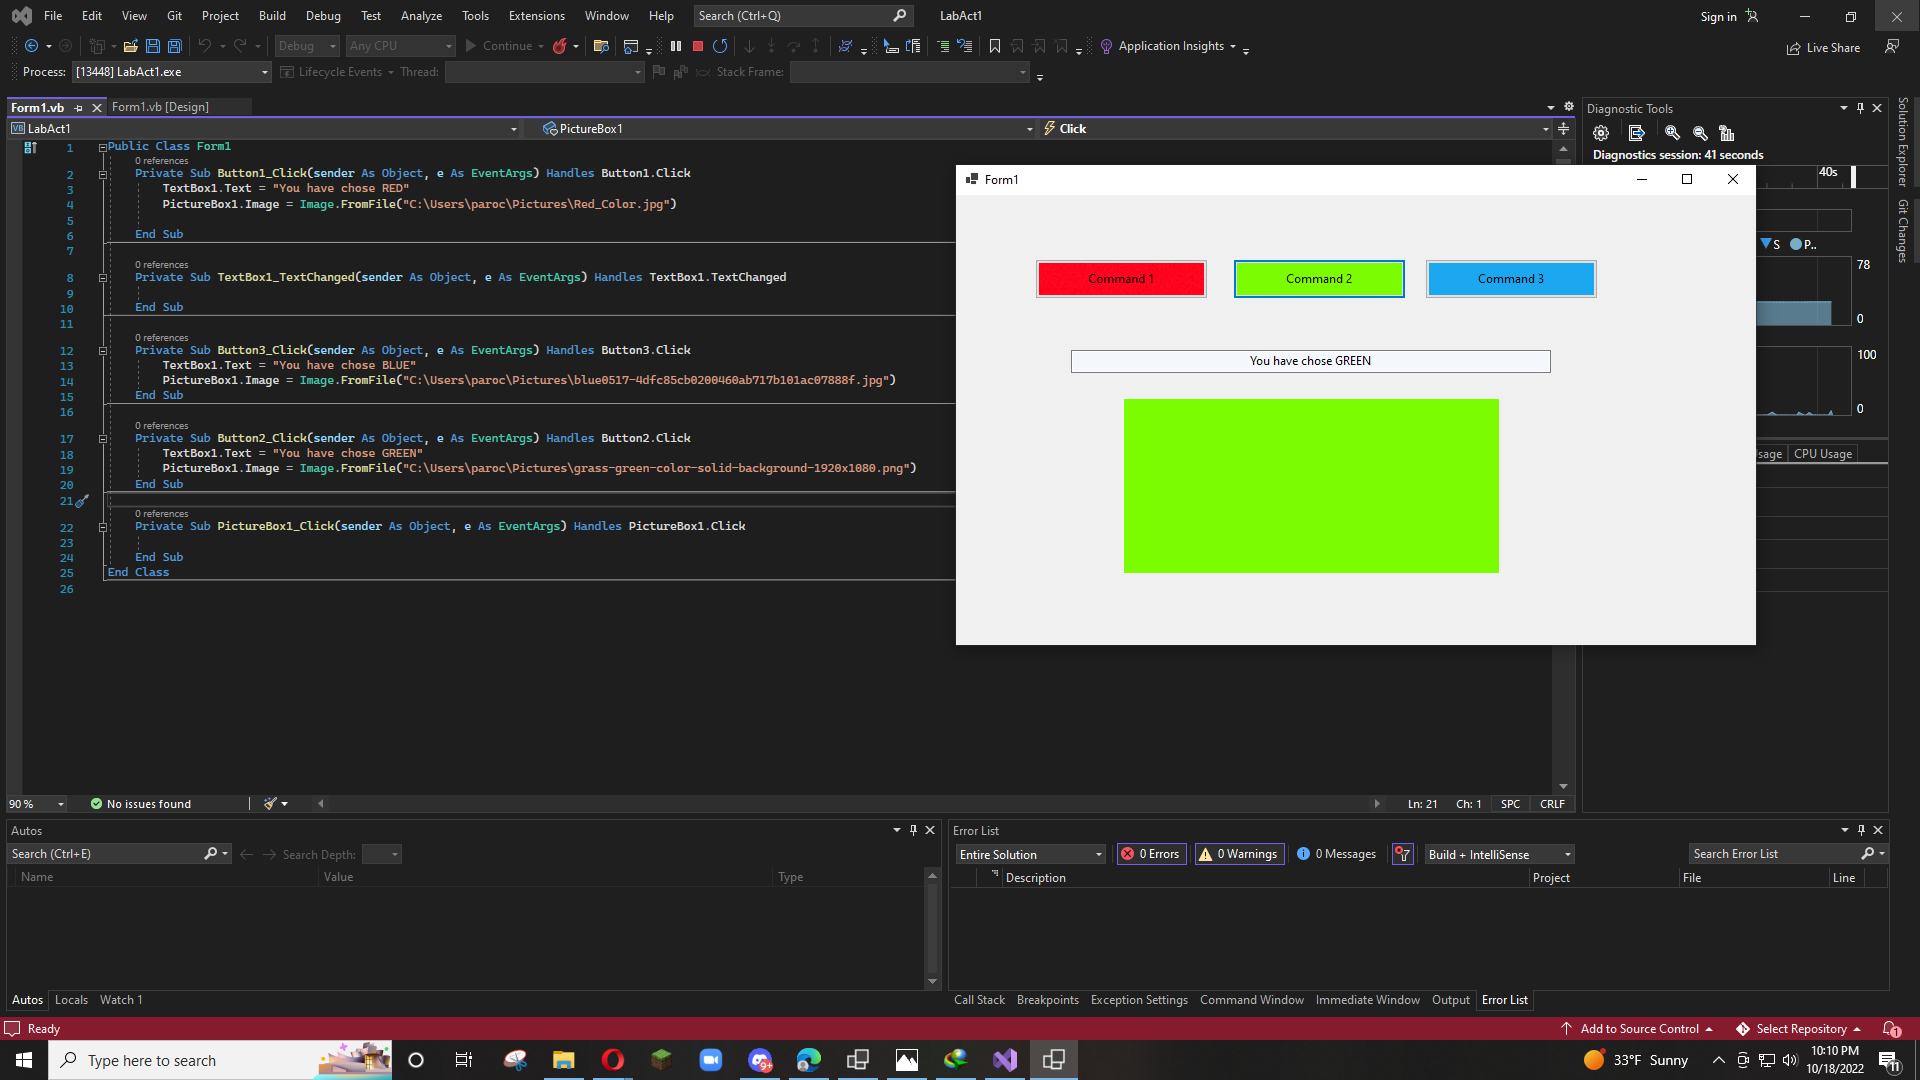 File Edit View Git Project Build Debug Test Analyze Tools Extensions Window Help Search (Ctrl+Q) LabAct1 Sign in
Debug Any CPU Continue Application Insights Live Share
Process: [13448] LabAct1.exe Lifecycle Events Thread: Stack Frame:
Form1.vb Form1.vb [Design]
VB LabAct1 PictureBox1 Click
1 Public Class Form1
0 references
2 Private Sub Button1_Click(sender As Object, e As EventArgs) Handles Button1.Click
3 TextBox1.Text = "You have chose RED"
4 PictureBox1.Image = Image.FromFile("C:\Users\paroc\Pictures\Red_Color.jpg")
5
6 End Sub
7
0 references
8 Private Sub TextBox1_TextChanged(sender As Object, e As EventArgs) Handles TextBox1.TextChanged
9
10 End Sub
11
0 references
12 Private Sub Button3_Click(sender As Object, e As EventArgs) Handles Button3.Click
13 TextBox1.Text = "You have chose BLUE"
14 PictureBox1.Image = Image.FromFile("C:\Users\paroc\Pictures\blue0517-4dfc85cb0200460ab717b101ac07888f.jpg")
15 End Sub
16
0 references
17 Private Sub Button2_Click(sender As Object, e As EventArgs) Handles Button2.Click
18 TextBox1.Text = "You have chose GREEN"
19 PictureBox1.Image = Image.FromFile("C:\Users\paroc\Pictures\grass-green-color-solid-background-1920x1080.png")
20 End Sub
21
0 references
22 Private Sub PictureBox1_Click(sender As Object, e As EventArgs) Handles PictureBox1.Click
23
24 End Sub
25 End Class
26
Form1
Command 1 Command 2 Command 3
You have chose GREEN
Diagnostic Tools
Diagnostics session: 41 seconds
40s
S P..
78
0
100
0
sage CPU Usage
Solution Explorer
Git Changes
90 % No issues found Ln: 21 Ch: 1 SPC CRLF
Autos
Search (Ctrl+E) Search Depth:
Name Value Type
Autos Locals Watch 1
Error List
Entire Solution 0 Errors 0 Warnings 0 Messages Build + IntelliSense Search Error List
Description Project File Line
Call Stack Breakpoints Exception Settings Command Window Immediate Window Output Error List
Ready Add to Source Control Select Repository 1
Type here to search 9+ 33°F Sunny 10:10 PM
10/18/2022 11